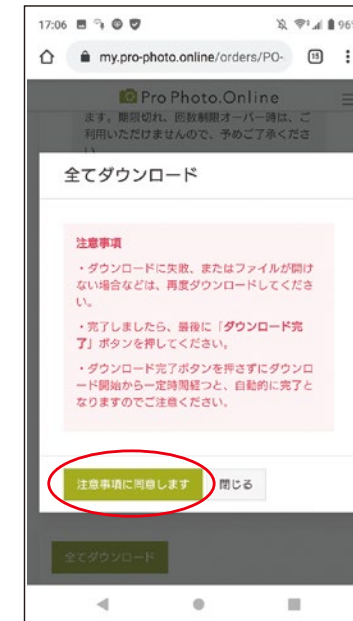 17:06
96%
my.pro-photo.online/orders/PO-
15
Pro Photo.Online
ます。期限切れ、回数制限オーバー時は、ご
利用いただけませんので、予めご了承くださ
い
全てダウンロード
注意事項
・ダウンロードに失敗、またはファイルが開け
ない場合などは、再度ダウンロードしてくださ
い。
・完了しましたら、最後に「ダウンロード完
了」ボタンを押してください。
・ダウンロード完了ボタンを押さずにダウンロ
ード開始から一定時間経つと、自動的に完了と
なりますのでご注意ください。
注意事項に同意します
閉じる
全てダウンロード